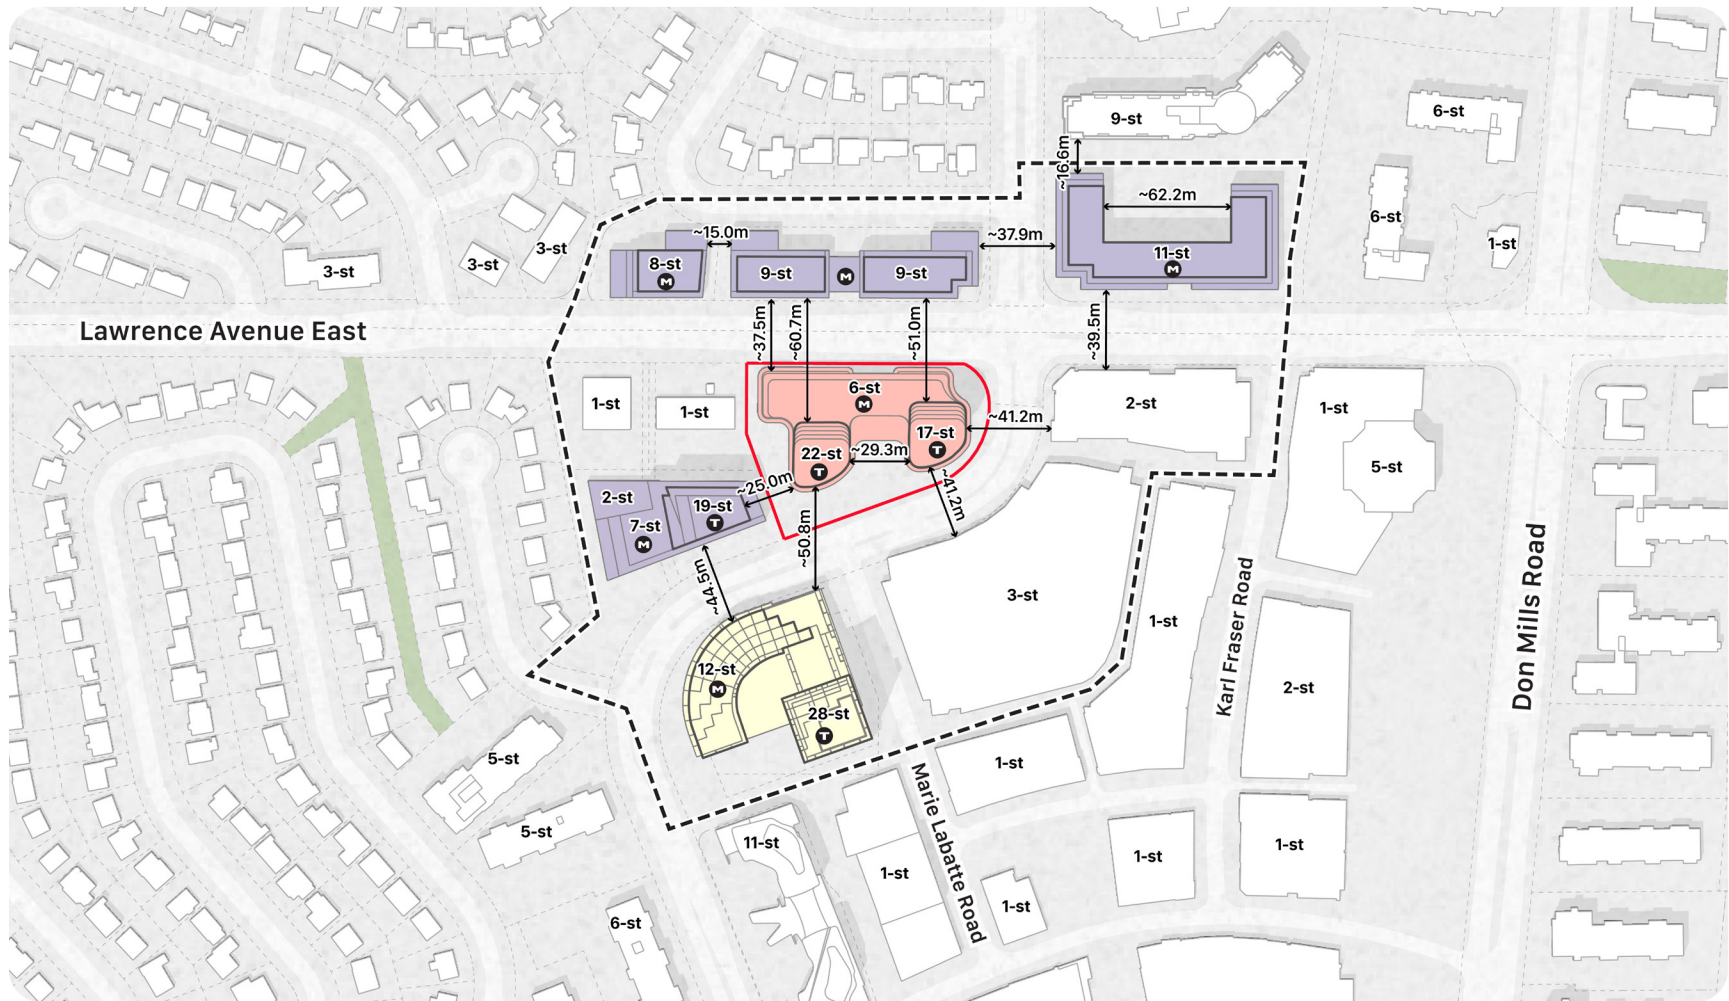 9-st
6-st
~16.6m
~62.2m
6-st
~15.0m
~37.9m
3-st
3-st
3-st
8-st
M
9-st
M
9-st
11-st
M
1-st
Lawrence Avenue East
~37.5m
~60.7m
~51.0m
~39.5m
1-st
1-st
6-st
M
~41.2m
2-st
1-st
22-st
T
~29.3m
17-st
T
5-st
2-st
7-st
M
19-st
T
~25.0m
~50.8m
~41.2m
~44.5m
3-st
1-st
Karl Fraser Road
Don Mills Road
12-st
M
28-st
T
2-st
5-st
5-st
1-st
Marie Labatte Road
11-st
1-st
1-st
1-st
1-st
6-st